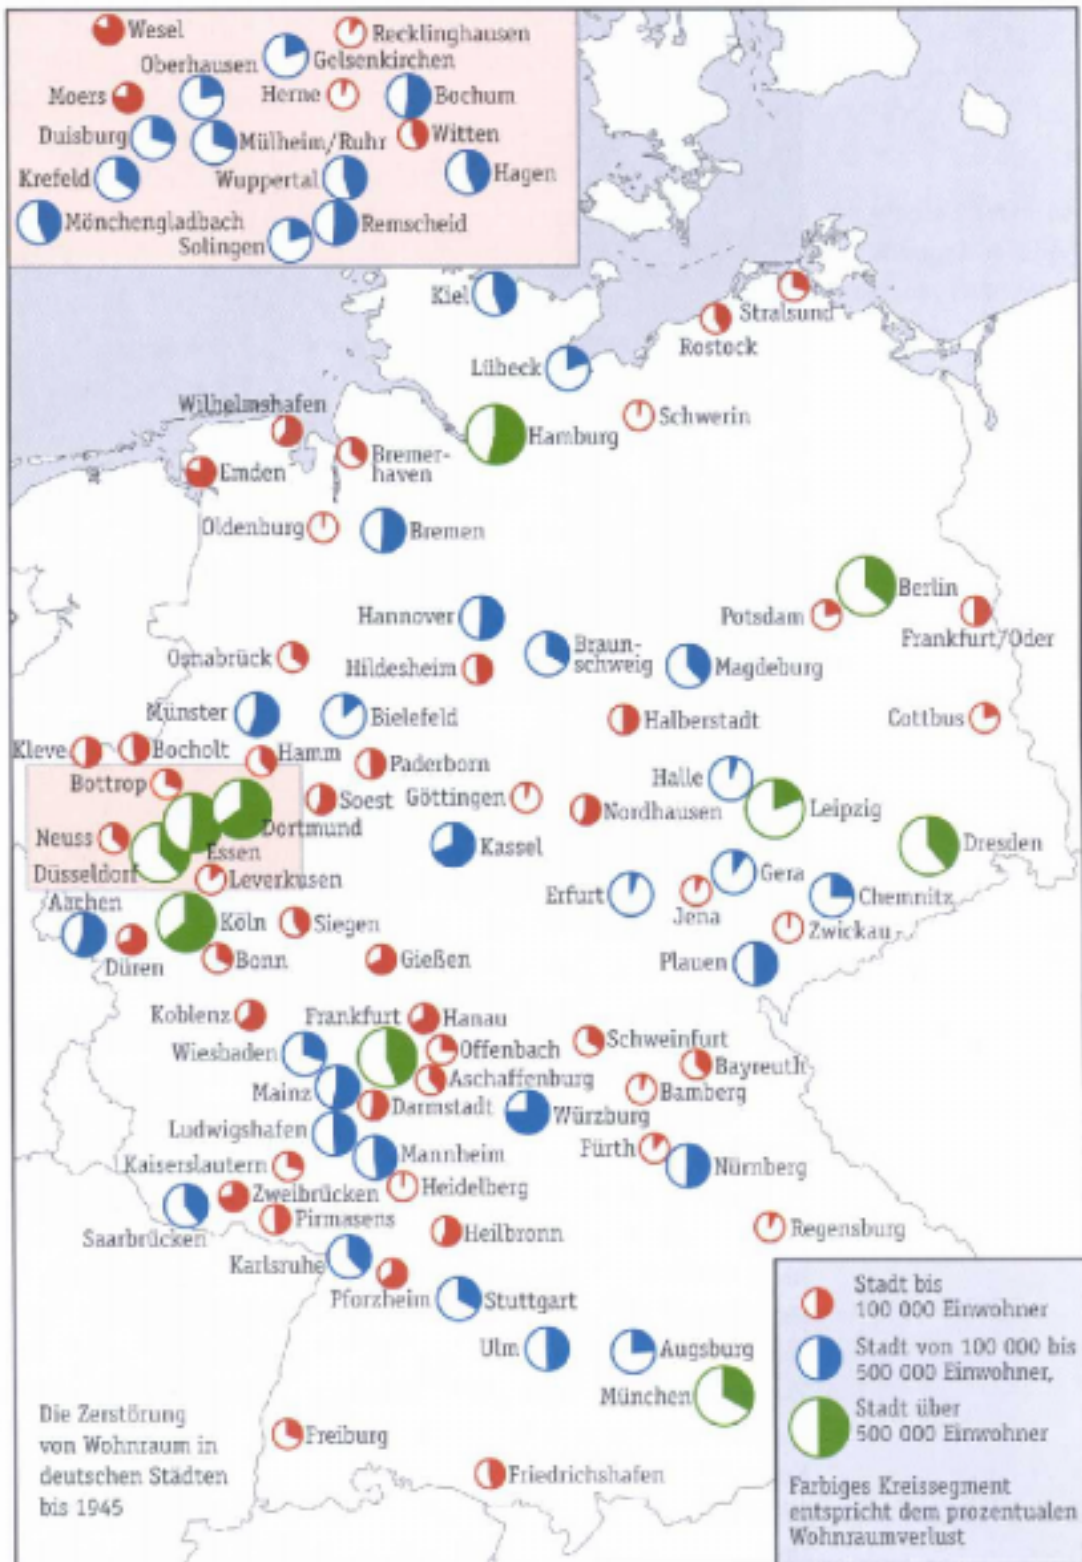 Wesel
Recklinghausen
Oberhausen
Gelsenkirchen
Moers
Herne
Bochum
Duisburg
Mülheim/Ruhr
Witten
Krefeld
Wuppertal
Hagen
Mönchengladbach
Remscheid
Solingen
Kiel
Stralsund
Rostock
Lübeck
Wilhelmshafen
Schwerin
Hamburg
Bremer-
haven
Emden
Oldenburg
Bremen
Berlin
Hannover
Potsdam
Frankfurt/Oder
Braun-
schweig
Osnabrück
Hildesheim
Magdeburg
Münster
Bielefeld
Halberstadt
Cottbus
Kleve
Bocholt
Hamm
Paderborn
Halle
Bottrop
Soest
Göttingen
Nordhausen
Leipzig
Neuss
Dortmund
Essen
Kassel
Dresden
Düsseldorf
Leverkusen
Gera
Erfurt
Jena
Chemnitz
Aachen
Köln
Siegen
Zwickau
Düren
Bonn
Gießen
Plauen
Koblenz
Frankfurt
Hanau
Schweinfurt
Wiesbaden
Offenbach
Bayreuth
Mainz
Aschaffenburg
Bamberg
Darmstadt
Würzburg
Ludwigshafen
Mannheim
Fürth
Nürnberg
Kaiserslautern
Heidelberg
Zweibrücken
Pirmasens
Saarbrücken
Heilbronn
Regensburg
Karlsruhe
Pforzheim
Stuttgart
Ulm
Augsburg
München
Freiburg
Friedrichshafen
Die Zerstörung
von Wohnraum in
deutschen Städten
bis 1945
Stadt bis
100 000 Einwohner
Stadt von 100 000 bis
500 000 Einwohner,
Stadt über
500 000 Einwohner
Farbiges Kreissegment
entspricht dem prozentualen
Wohnraumverlust